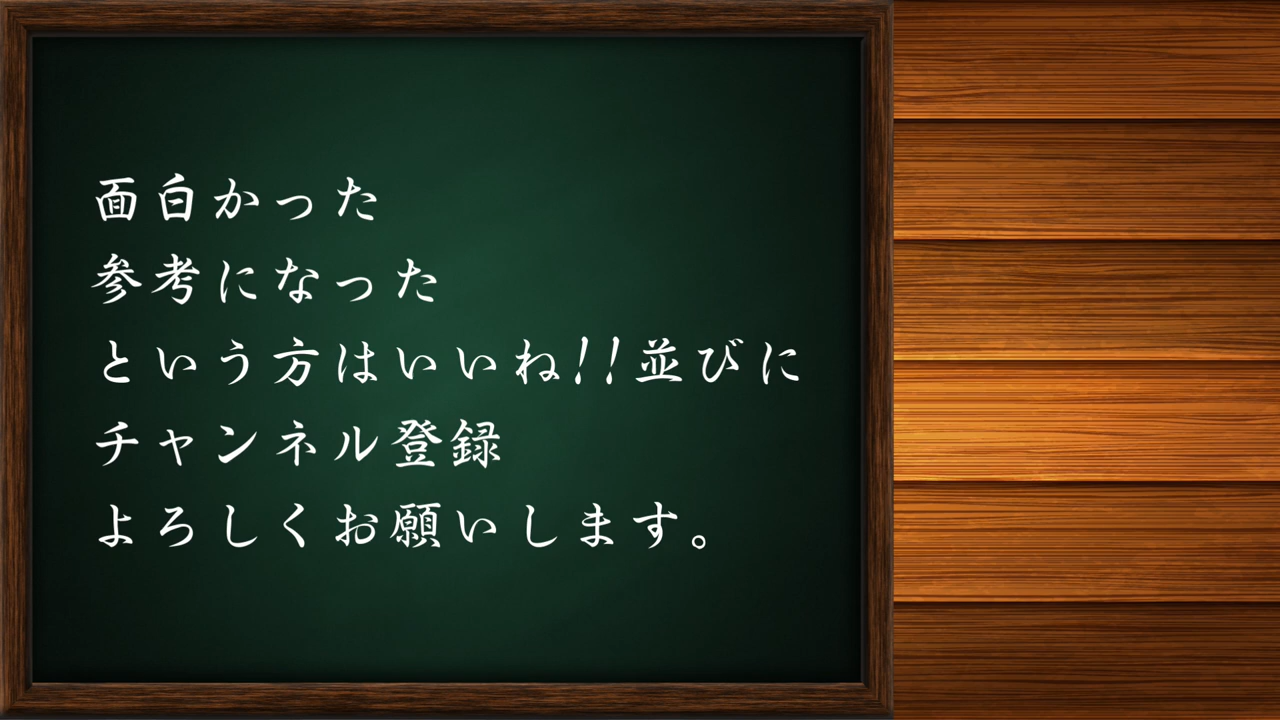 面白かった
参考になった
という方はいいね!!並びに
チャンネル登録
よろしくお願いします。